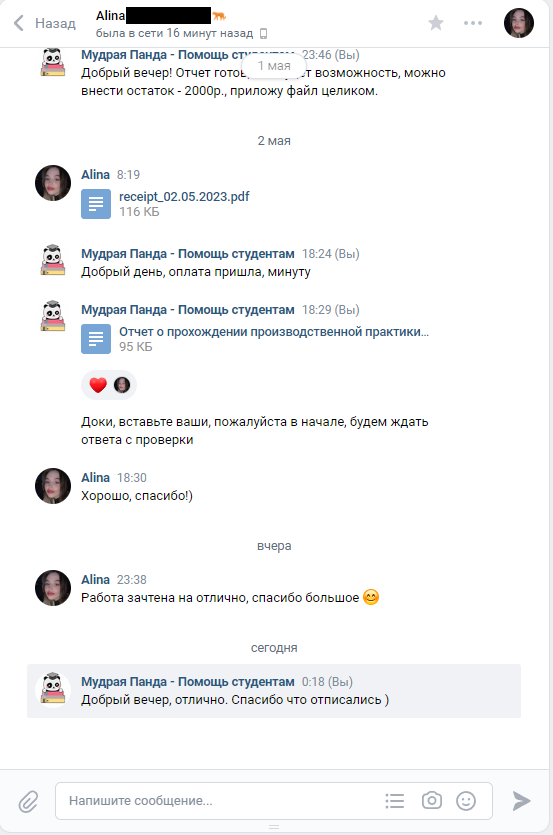 Назад
Alina
была в сети 16 минут назад
Мудрая Панда - Помощь студентам 23:46 (Вы)
Добрый вечер! Отчет готов, возможность, можно
1 мая
внести остаток - 2000р., приложу файл целиком.
2 мая
Alina 8:19
receipt_02.05.2023.pdf
116 КБ
Мудрая Панда - Помощь студентам 18:24 (Вы)
Добрый день, оплата пришла, минуту
Мудрая Панда - Помощь студентам 18:29 (Вы)
Отчет о прохождении производственной практики...
95 КБ
Доки, вставьте ваши, пожалуйста в начале, будем ждать
ответа с проверки
Alina 18:30
Хорошо, спасибо!)
вчера
Alina 23:38
Работа зачтена на отлично, спасибо большое 😊
сегодня
Мудрая Панда - Помощь студентам 0:18 (Вы)
Добрый вечер, отлично. Спасибо что отписались )
Напишите сообщение...